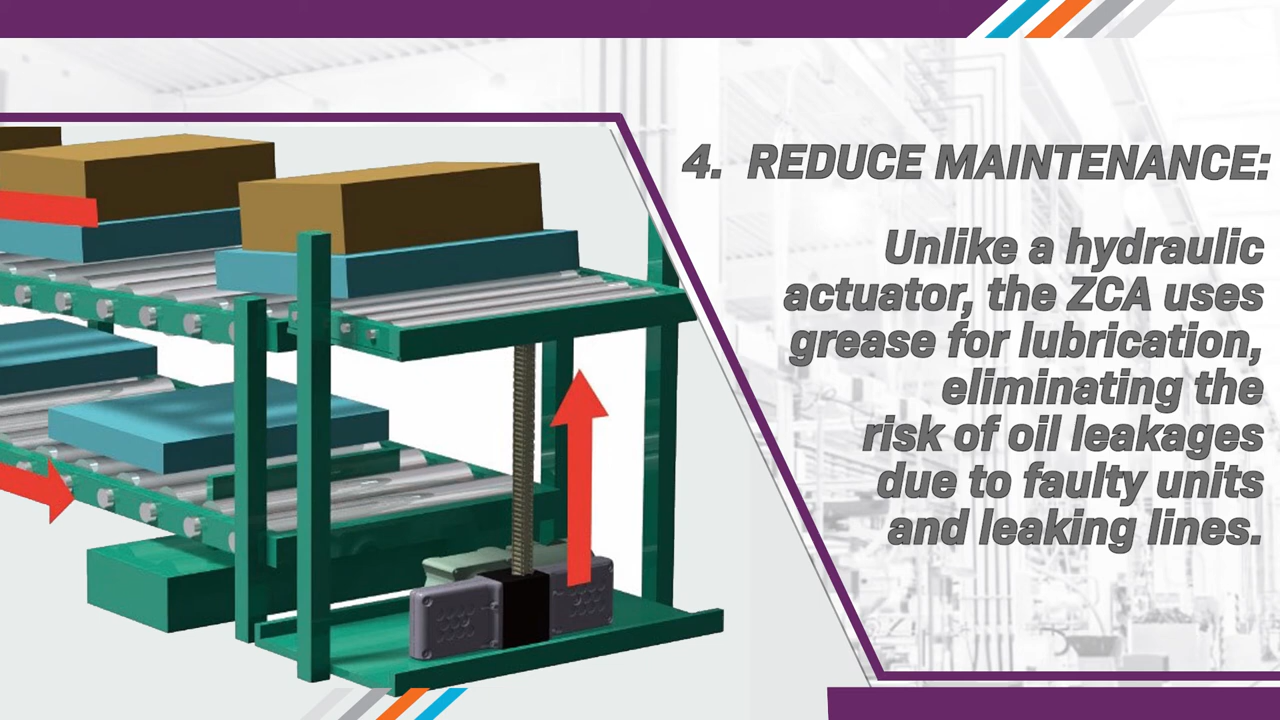 4. REDUCE MAINTENANCE:
Unlike a hydraulic
actuator, the ZCA uses
grease for lubrication,
eliminating the
risk of oil leakages
due to faulty units
and leaking lines.